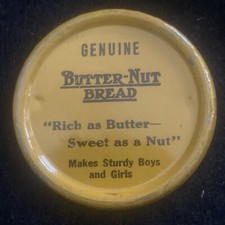 GENUINE
BUTTER-NUT
BREAD
"Rich as Butter—
Sweet as a Nut"
Makes Sturdy Boys
and Girls